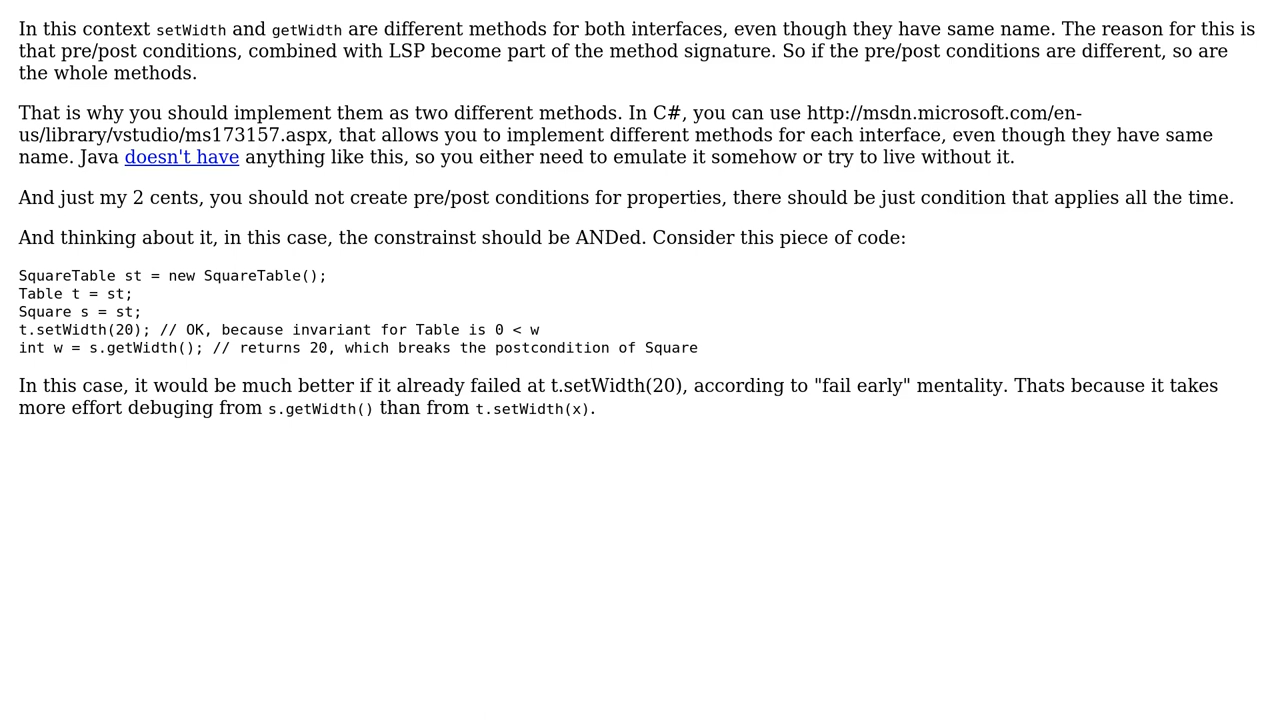 In this context setWidth and getWidth are different methods for both interfaces, even though they have same name. The reason for this is
that pre/post conditions, combined with LSP become part of the method signature. So if the pre/post conditions are different, so are
the whole methods.
That is why you should implement them as two different methods. In C#, you can use http://msdn.microsoft.com/en-
us/library/vstudio/ms173157.aspx, that allows you to implement different methods for each interface, even though they have same
name. Java doesn't have anything like this, so you either need to emulate it somehow or try to live without it.
And just my 2 cents, you should not create pre/post conditions for properties, there should be just condition that applies all the time.
And thinking about it, in this case, the constrainst should be ANDed. Consider this piece of code:
SquareTable st = new SquareTable();
Table t = st;
Square s = st;
t.setWidth(20); // OK, because invariant for Table is 0 < w
int w = s.getWidth(); // returns 20, which breaks the postcondition of Square
In this case, it would be much better if it already failed at t.setWidth(20), according to "fail early" mentality. Thats because it takes
more effort debuging from s.getWidth() than from t.setWidth(x).